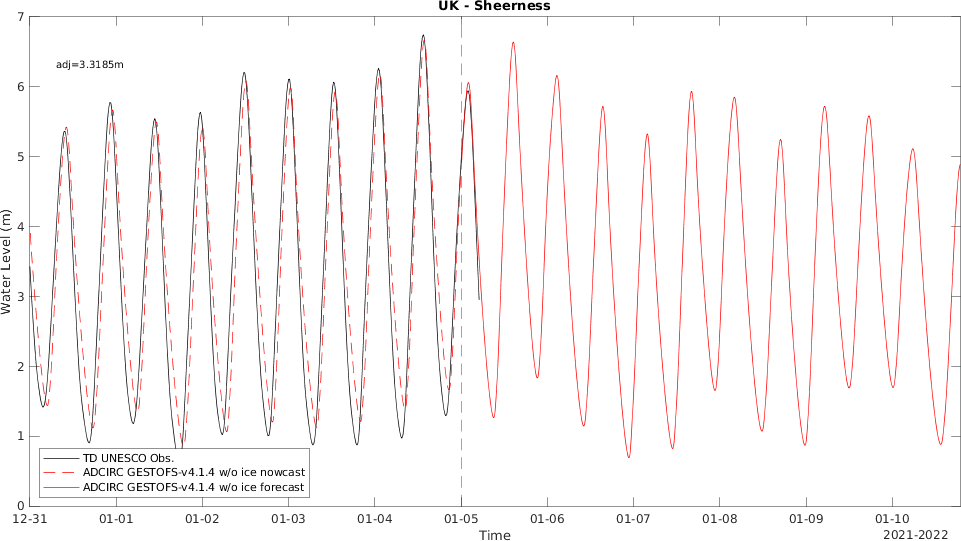 UK - Sheerness
adj=3.3185m
7
6
5
4
3
2
1
0
Water Level (m)
TD UNESCO Obs.
ADCIRC GESTOFS-v4.1.4 w/o ice nowcast
ADCIRC GESTOFS-v4.1.4 w/o ice forecast
12-31 01-01 01-02 01-03 01-04 01-05 01-06 01-07 01-08 01-09 01-10
Time
2021-2022